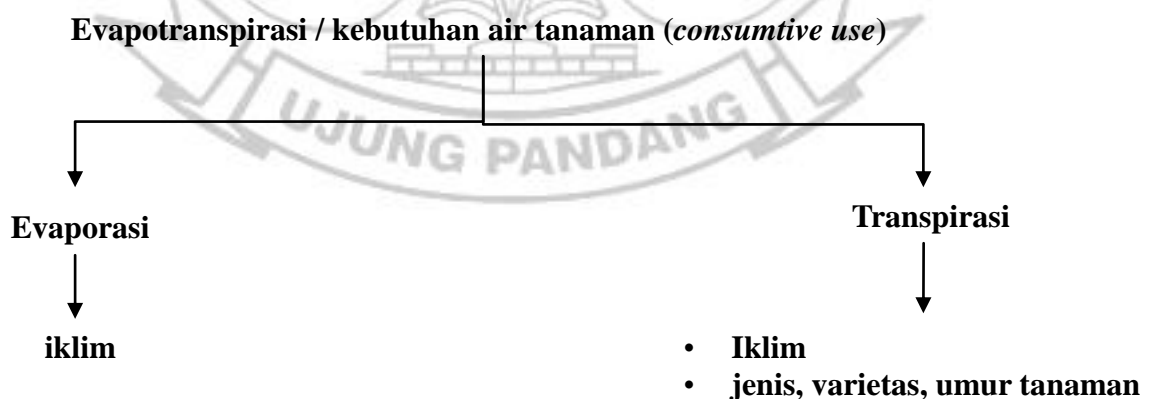 Evapotranspirasi / kebutuhan air tanaman (consumtive use)
UJUNG PANDANG
Evaporasi
Transpirasi
iklim
• Iklim
• jenis, varietas, umur tanaman